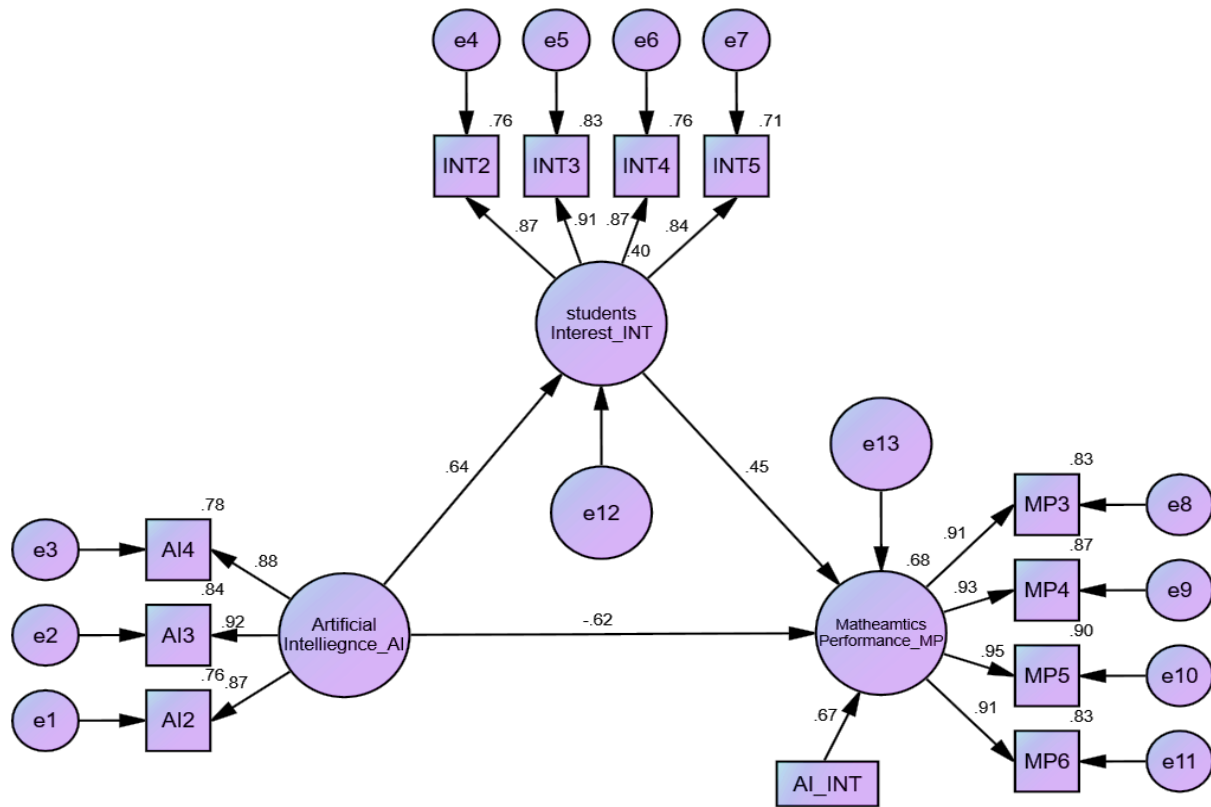 e4
e5
e6
e7
.76
.83
.76
.71
INT2
INT3
INT4
INT5
.87
.91
.87
.84
.40
students
Interest_INT
e12
.64
.45
e13
-.62
.78
e3
AI4
.88
.84
e2
AI3
.92
.76
e1
AI2
.87
Artificial
Intelliegnce_AI
.68
Matheamtics
Performance_MP
.83
.91
MP3
e8
.87
.93
MP4
e9
.90
.95
MP5
e10
.83
.91
MP6
e11
.67
AI_INT